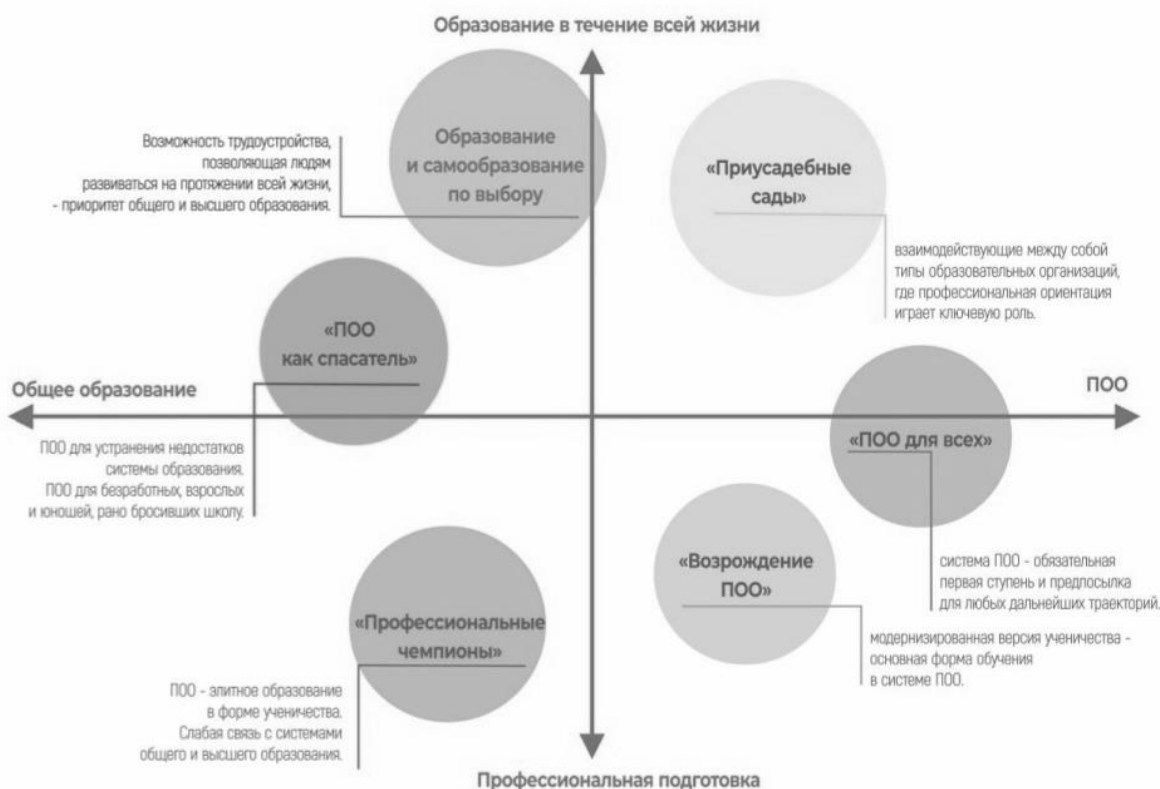 Образование в течение всей жизни
Образование
и самообразование
по выбору
Возможность трудоустройства,
позволяющая людям
развиваться на протяжении всей жизни,
- приоритет общего и высшего образования.
«Приусадебные
сады»
взаимодействующие между собой
типы образовательных организаций,
где профессиональная ориентация
играет ключевую роль.
«ПОО
как спасатель»
Общее образование
ПОО
ПОО для устранения недостатков
системы образования.
ПОО для безработных, взрослых
и юношей, рано бросивших школу.
«ПОО для всех»
система ПОО - обязательная
первая ступень и предпосылка
для любых дальнейших траекторий.
«Возрождение
ПОО»
модернизированная версия ученичества -
основная форма обучения
в системе ПОО.
«Профессиональные
чемпионы»
ПОО - элитное образование
в форме ученичества.
Слабая связь с системами
общего и высшего образования.
Профессиональная подготовка